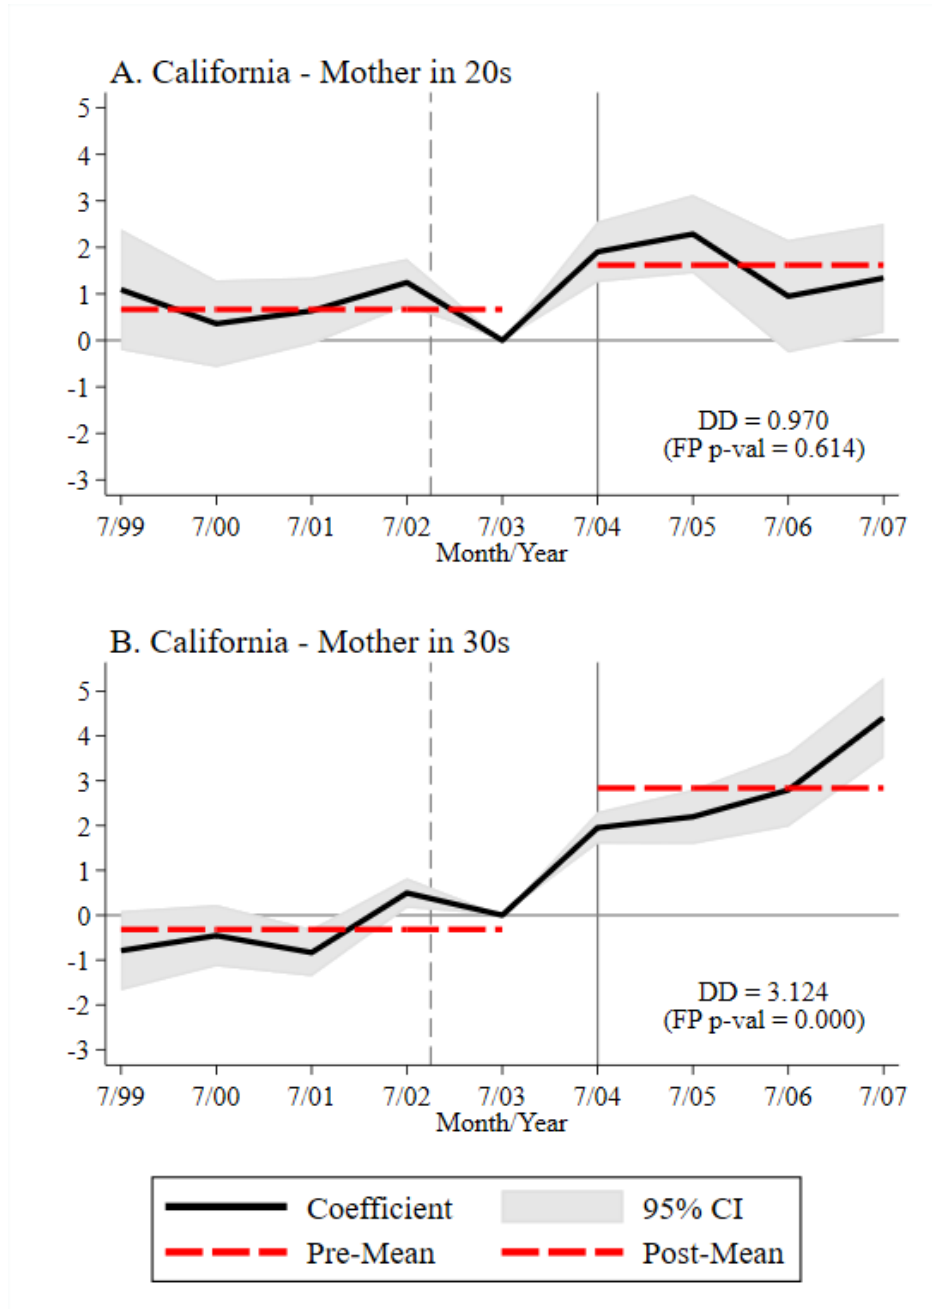 A. California - Mother in 20s
5
4
3
2
1
0
-1
-2
-3
DD = 0.970
(FP p-val = 0.614)
7/99 7/00 7/01 7/02 7/03 7/04 7/05 7/06 7/07
Month/Year
B. California - Mother in 30s
5
4
3
2
1
0
-1
-2
-3
DD = 3.124
(FP p-val = 0.000)
7/99 7/00 7/01 7/02 7/03 7/04 7/05 7/06 7/07
Month/Year
Coefficient 95% CI
Pre-Mean Post-Mean